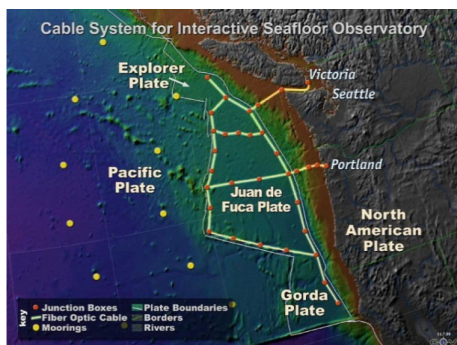 Cable System for Interactive Seafloor Observatory
Explorer
Plate
Victoria
Seattle
Pacific
Plate
Portland
Juan de
Fuca Plate
North
American
Plate
Gorda
Plate
key
Junction Boxes
Plate Boundaries
Fiber Optic Cable
Borders
Moorings
Rivers